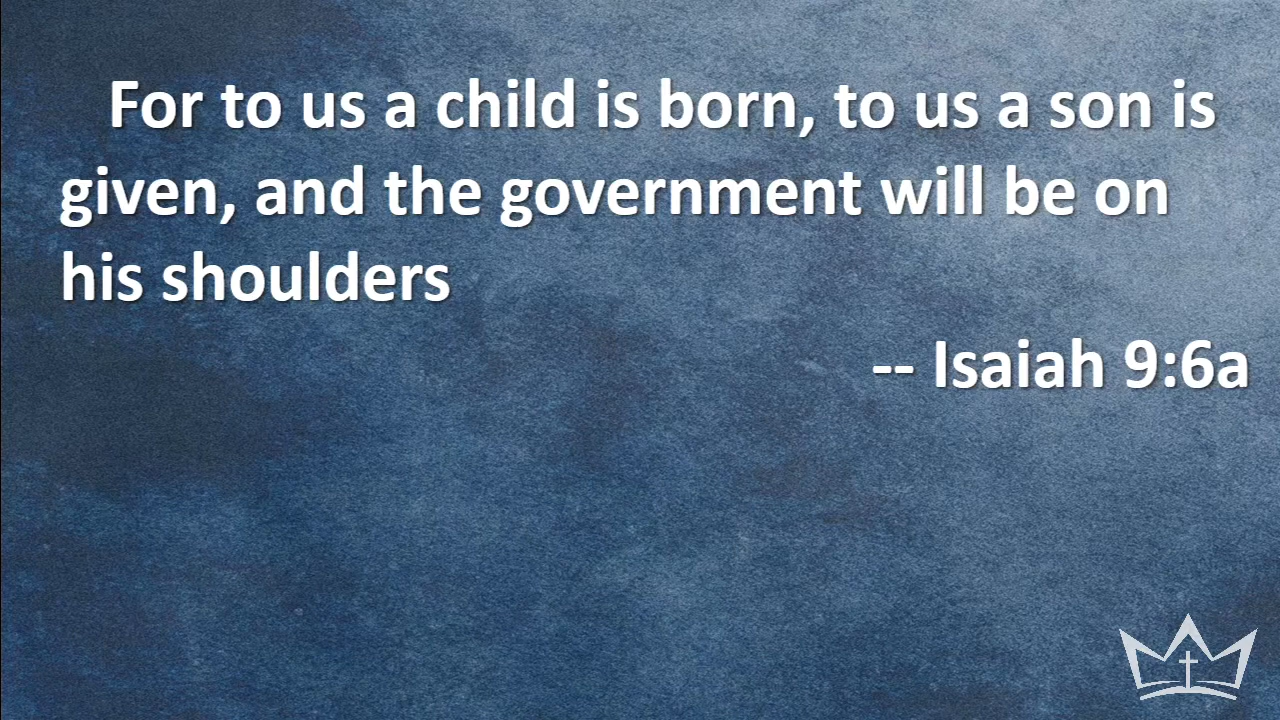 For to us a child is born, to us a son is
given, and the government will be on
his shoulders
-- Isaiah 9:6a